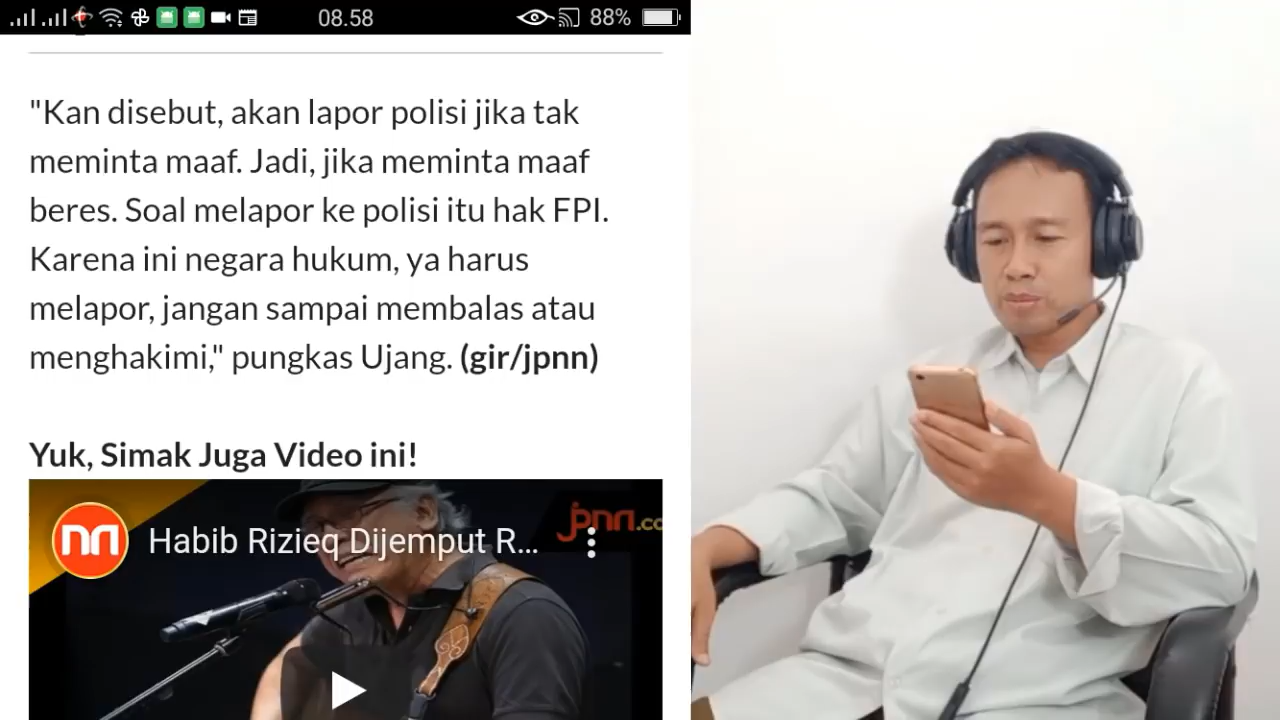 08.58
88%
"Kan disebut, akan lapor polisi jika tak
meminta maaf. Jadi, jika meminta maaf
beres. Soal melapor ke polisi itu hak FPI.
Karena ini negara hukum, ya harus
melapor, jangan sampai membalas atau
menghakimi," pungkas Ujang. (gir/jpnn)
Yuk, Simak Juga Video ini!
Habib Rizieq Dijemput R...
jpnn.co